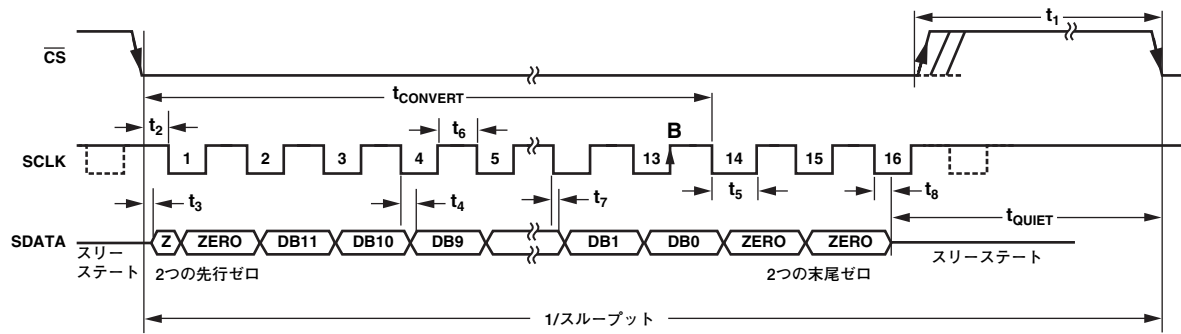 t1
CS
tCONVERT
t2
t6
B
SCLK
1 2 3 4 5 13 14 15 16
t3
t4
t7
t5
t8
tQUIET
SDATA
Z ZERO DB11 DB10 DB9 DB1 DB0 ZERO ZERO
スリー
ステート
2つの先行ゼロ
2つの末尾ゼロ
スリーステート
1/スループット